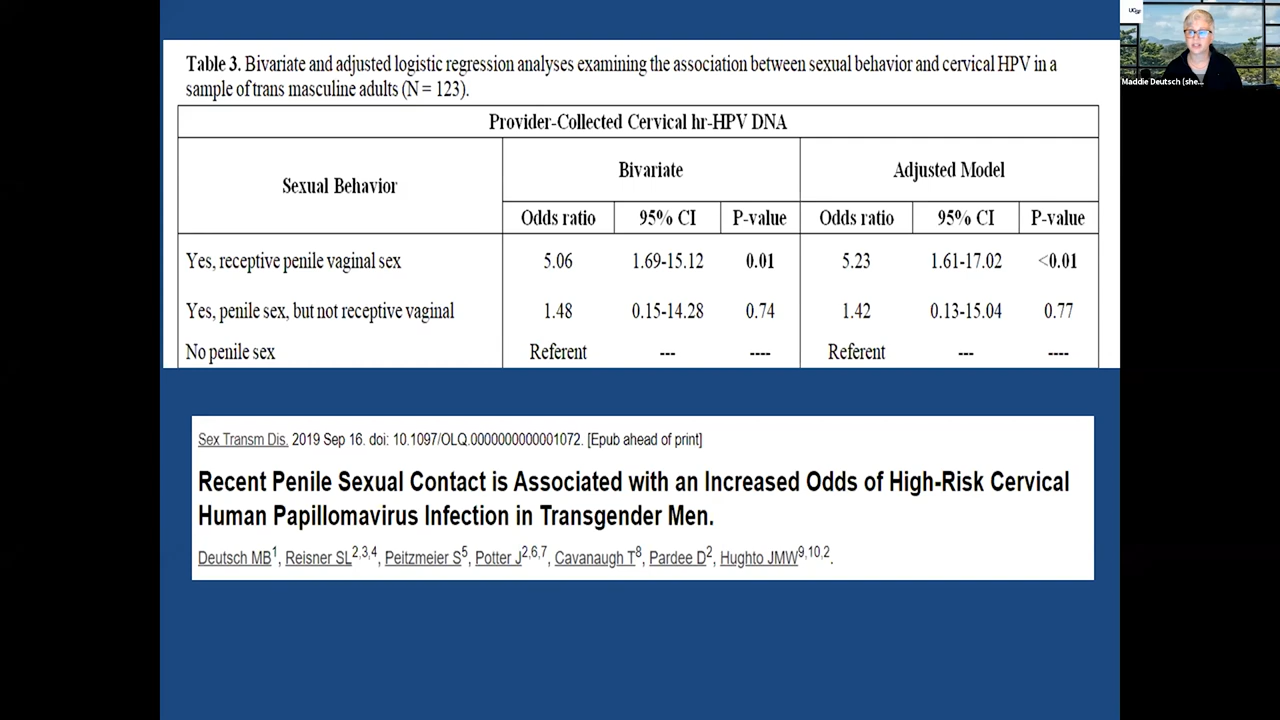 Table 3. Bivariate and adjusted logistic regression analyses examining the association between sexual behavior and cervical HPV in a
sample of trans masculine adults (N = 123).
Provider-Collected Cervical hr-HPV DNA
Sexual Behavior Bivariate Adjusted Model
Odds ratio 95% CI P-value Odds ratio 95% CI P-value
Yes, receptive penile vaginal sex 5.06 1.69-15.12 0.01 5.23 1.61-17.02 <0.01
Yes, penile sex, but not receptive vaginal 1.48 0.15-14.28 0.74 1.42 0.13-15.04 0.77
No penile sex Referent --- ---- Referent --- ----
Sex Transm Dis. 2019 Sep 16. doi: 10.1097/OLQ.0000000000001072. [Epub ahead of print]
Recent Penile Sexual Contact is Associated with an Increased Odds of High-Risk Cervical
Human Papillomavirus Infection in Transgender Men.
Deutsch MB1, Reisner SL2,3,4, Peitzmeier S5, Potter J2,6,7, Cavanaugh T8, Pardee D2, Hughto JMW9,10,2.
Maddie Deutsch (she...